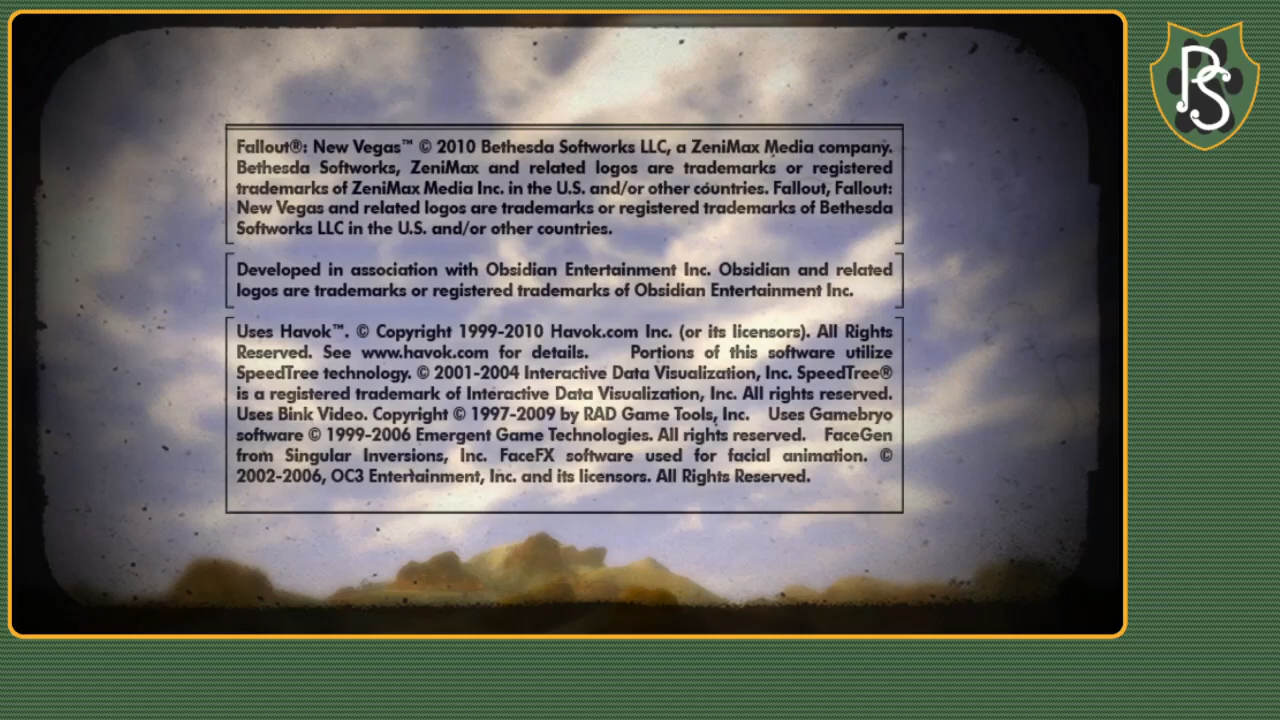 PS
Fallout®: New Vegas™ © 2010 Bethesda Softworks LLC, a ZeniMax Media company.
Bethesda Softworks, ZeniMax and related logos are trademarks or registered
trademarks of ZeniMax Media Inc. in the U.S. and/or other countries. Fallout, Fallout:
New Vegas and related logos are trademarks or registered trademarks of Bethesda
Softworks LLC in the U.S. and/or other countries.
Developed in association with Obsidian Entertainment Inc. Obsidian and related
logos are trademarks or registered trademarks of Obsidian Entertainment Inc.
Uses Havok™. © Copyright 1999-2010 Havok.com Inc. (or its licensors). All Rights
Reserved. See www.havok.com for details. Portions of this software utilize
SpeedTree technology. © 2001-2004 Interactive Data Visualization, Inc. SpeedTree®
is a registered trademark of Interactive Data Visualization, Inc. All rights reserved.
Uses Bink Video. Copyright © 1997-2009 by RAD Game Tools, Inc. Uses Gamebryo
software © 1999-2006 Emergent Game Technologies. All rights reserved. FaceGen
from Singular Inversions, Inc. FaceFX software used for facial animation. ©
2002-2006, OC3 Entertainment, Inc. and its licensors. All Rights Reserved.